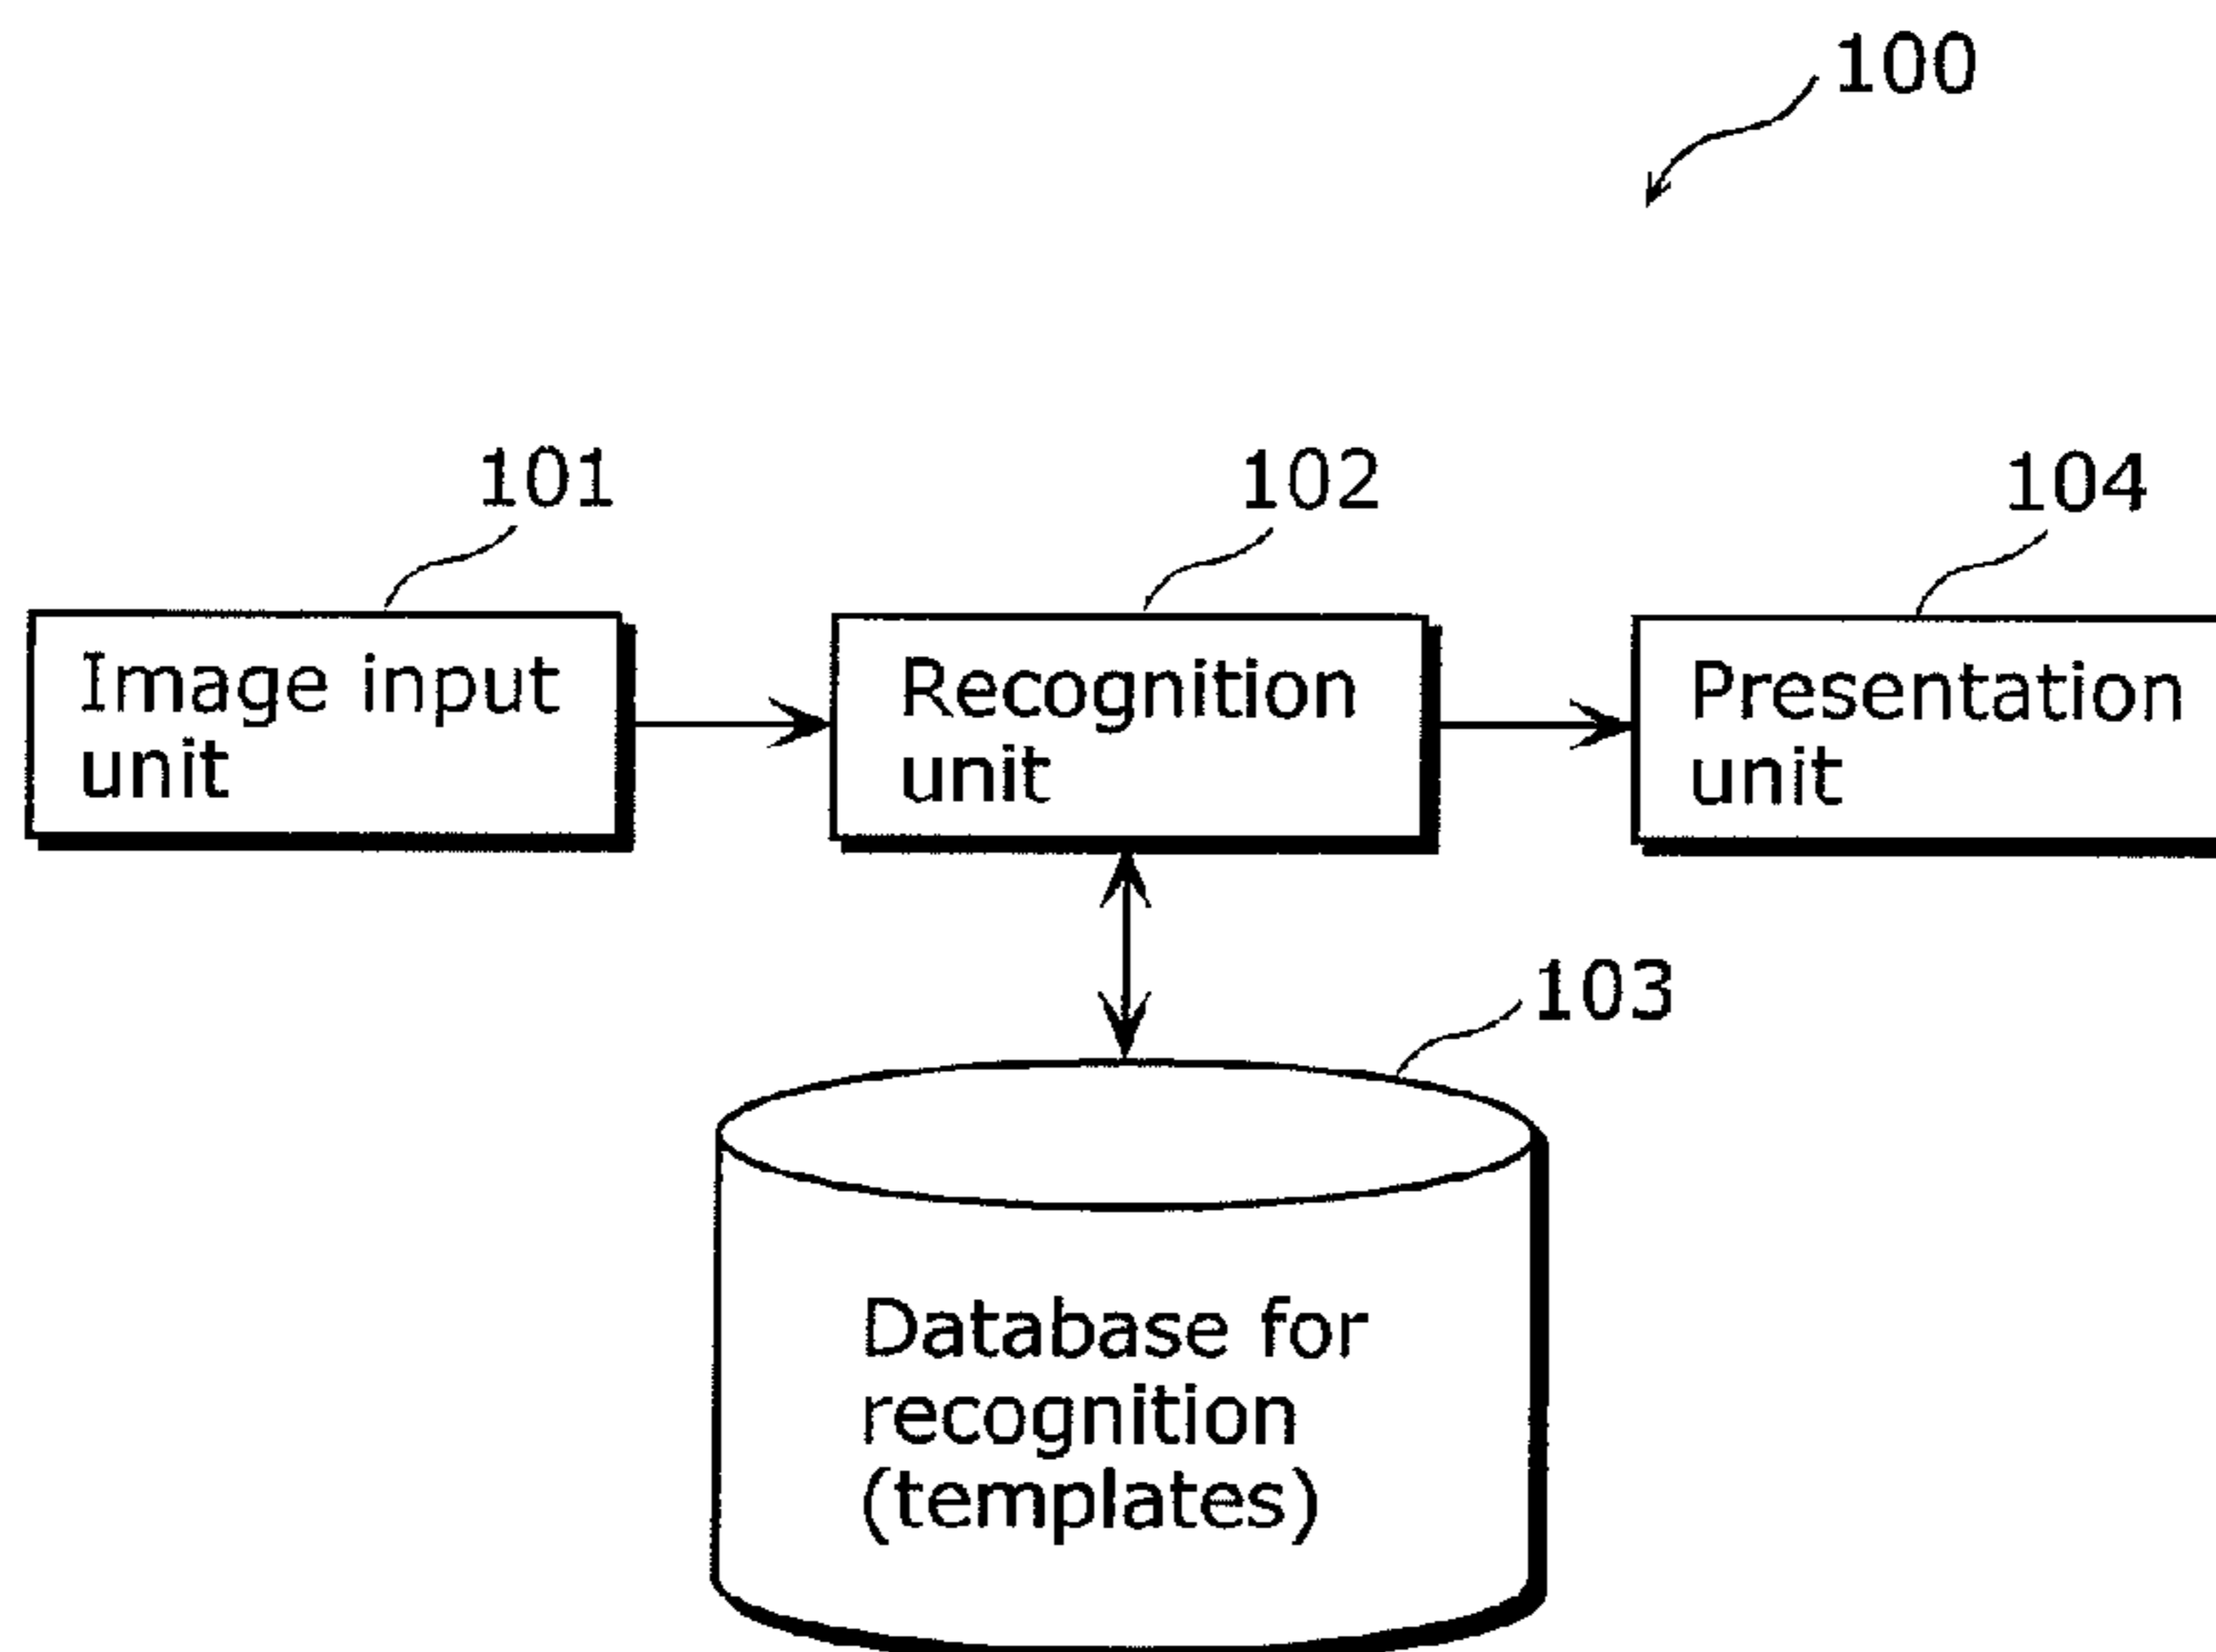 100
101
102
104
Image input
unit
Recognition
unit
Presentation
unit
103
Database for
recognition
(templates)